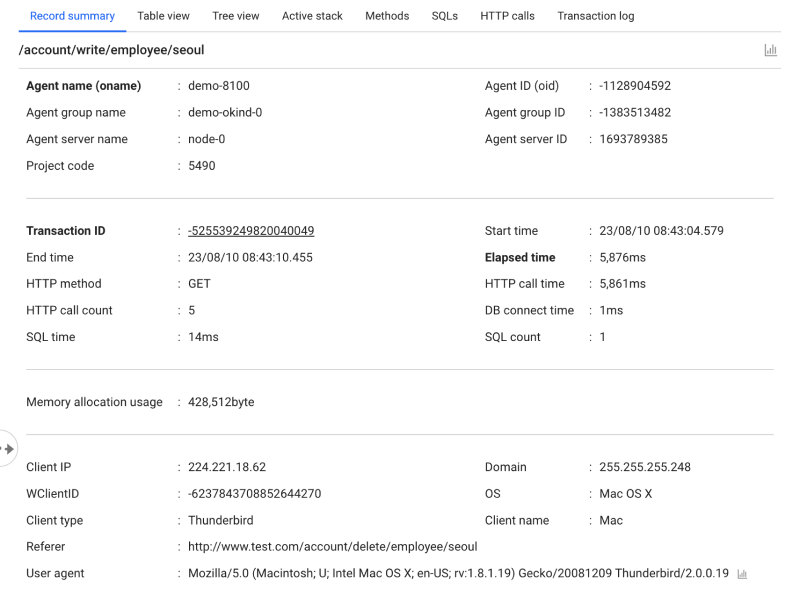 Record summary Table view Tree view Active stack Methods SQLs HTTP calls Transaction log
/account/write/employee/seoul
Agent name (oname) : demo-8100 Agent ID (oid) : -1128904592
Agent group name : demo-okind-0 Agent group ID : -1383513482
Agent server name : node-0 Agent server ID : 1693789385
Project code : 5490
Transaction ID : -525539249820040049 Start time : 23/08/10 08:43:04.579
End time : 23/08/10 08:43:10.455 Elapsed time : 5,876ms
HTTP method : GET HTTP call time : 5,861ms
HTTP call count : 5 DB connect time : 1ms
SQL time : 14ms SQL count : 1
Memory allocation usage : 428,512byte
Client IP : 224.221.18.62 Domain : 255.255.255.248
WClientID : -6237843708852644270 OS : Mac OS X
Client type : Thunderbird Client name : Mac
Referer : http://www.test.com/account/delete/employee/seoul
User agent : Mozilla/5.0 (Macintosh; U; Intel Mac OS X; en-US; rv:1.8.1.19) Gecko/20081209 Thunderbird/2.0.0.19